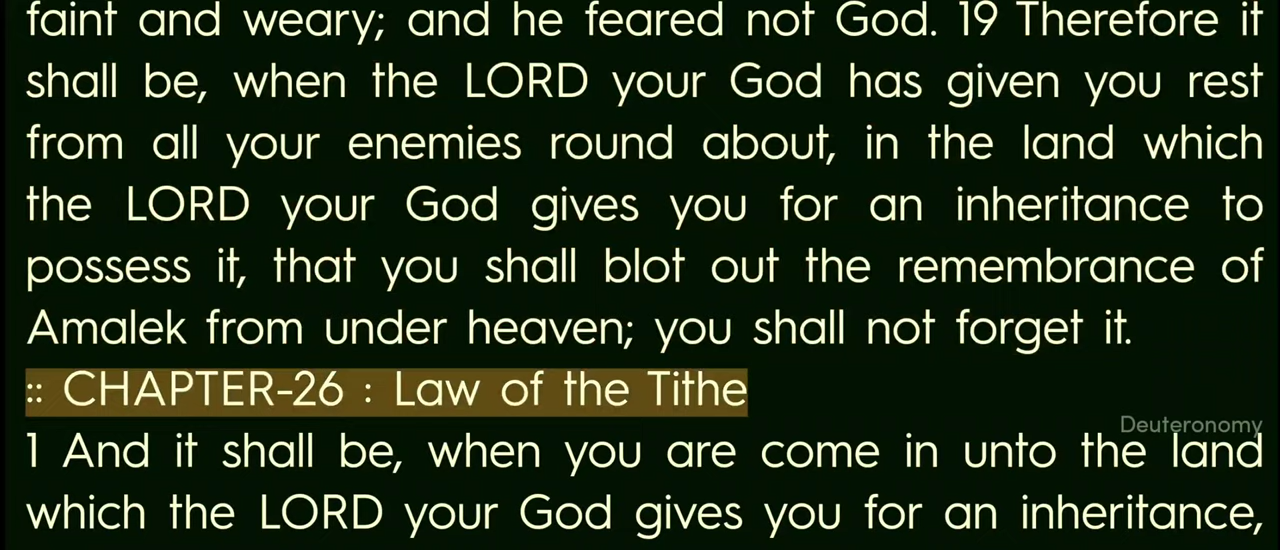 faint and weary; and he feared not God. 19 Therefore it
shall be, when the LORD your God has given you rest
from all your enemies round about, in the land which
the LORD your God gives you for an inheritance to
possess it, that you shall blot out the remembrance of
Amalek from under heaven; you shall not forget it.
:: CHAPTER-26 : Law of the Tithe
Deuteronomy
1 And it shall be, when you are come in unto the land
which the LORD your God gives you for an inheritance,